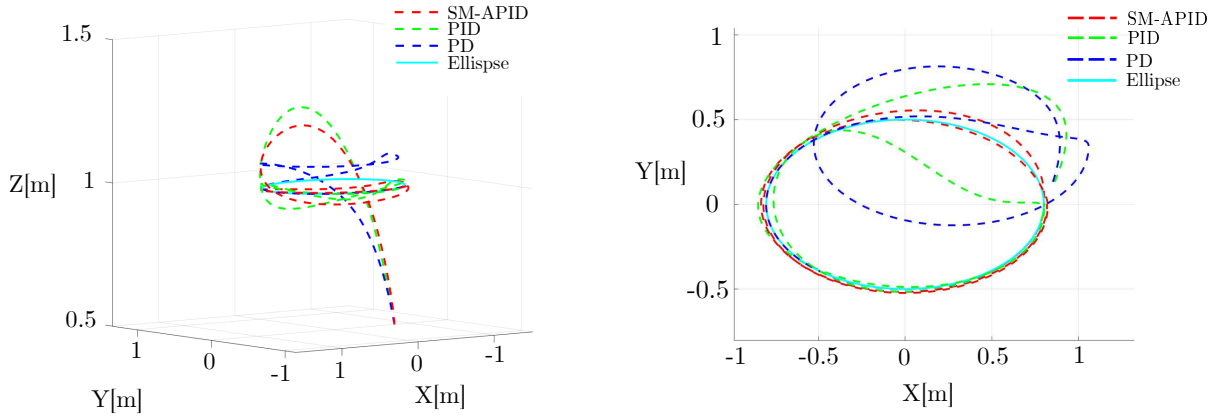 1.5
SM-APID
PID
PD
Ellispse
Z[m]
1
0.5
1
0
-1
1
0
-1
Y[m]
X[m]
SM-APID
PID
PD
Ellipse
1
0.5
Y[m]
0
-0.5
-1
-0.5
0
0.5
1
X[m]